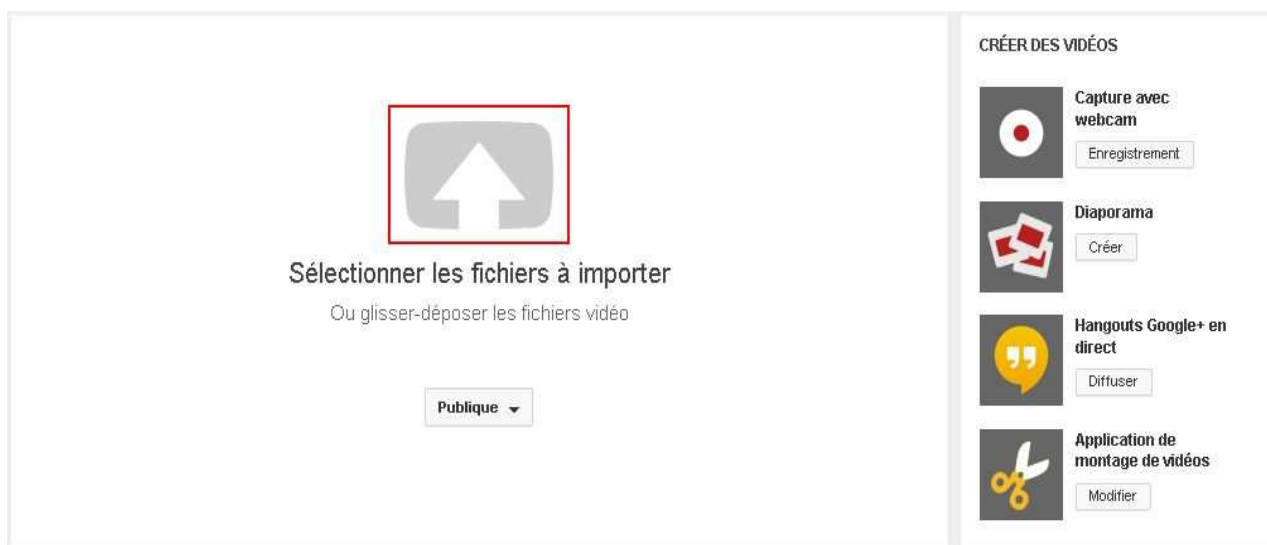 Sélectionner les fichiers à importer
Ou glisser-déposer les fichiers vidéo
Publique
CRÉER DES VIDÉOS
Capture avec
webcam
Enregistrement
Diaporama
Créer
Hangouts Google+ en
direct
Diffuser
Application de
montage de vidéos
Modifier